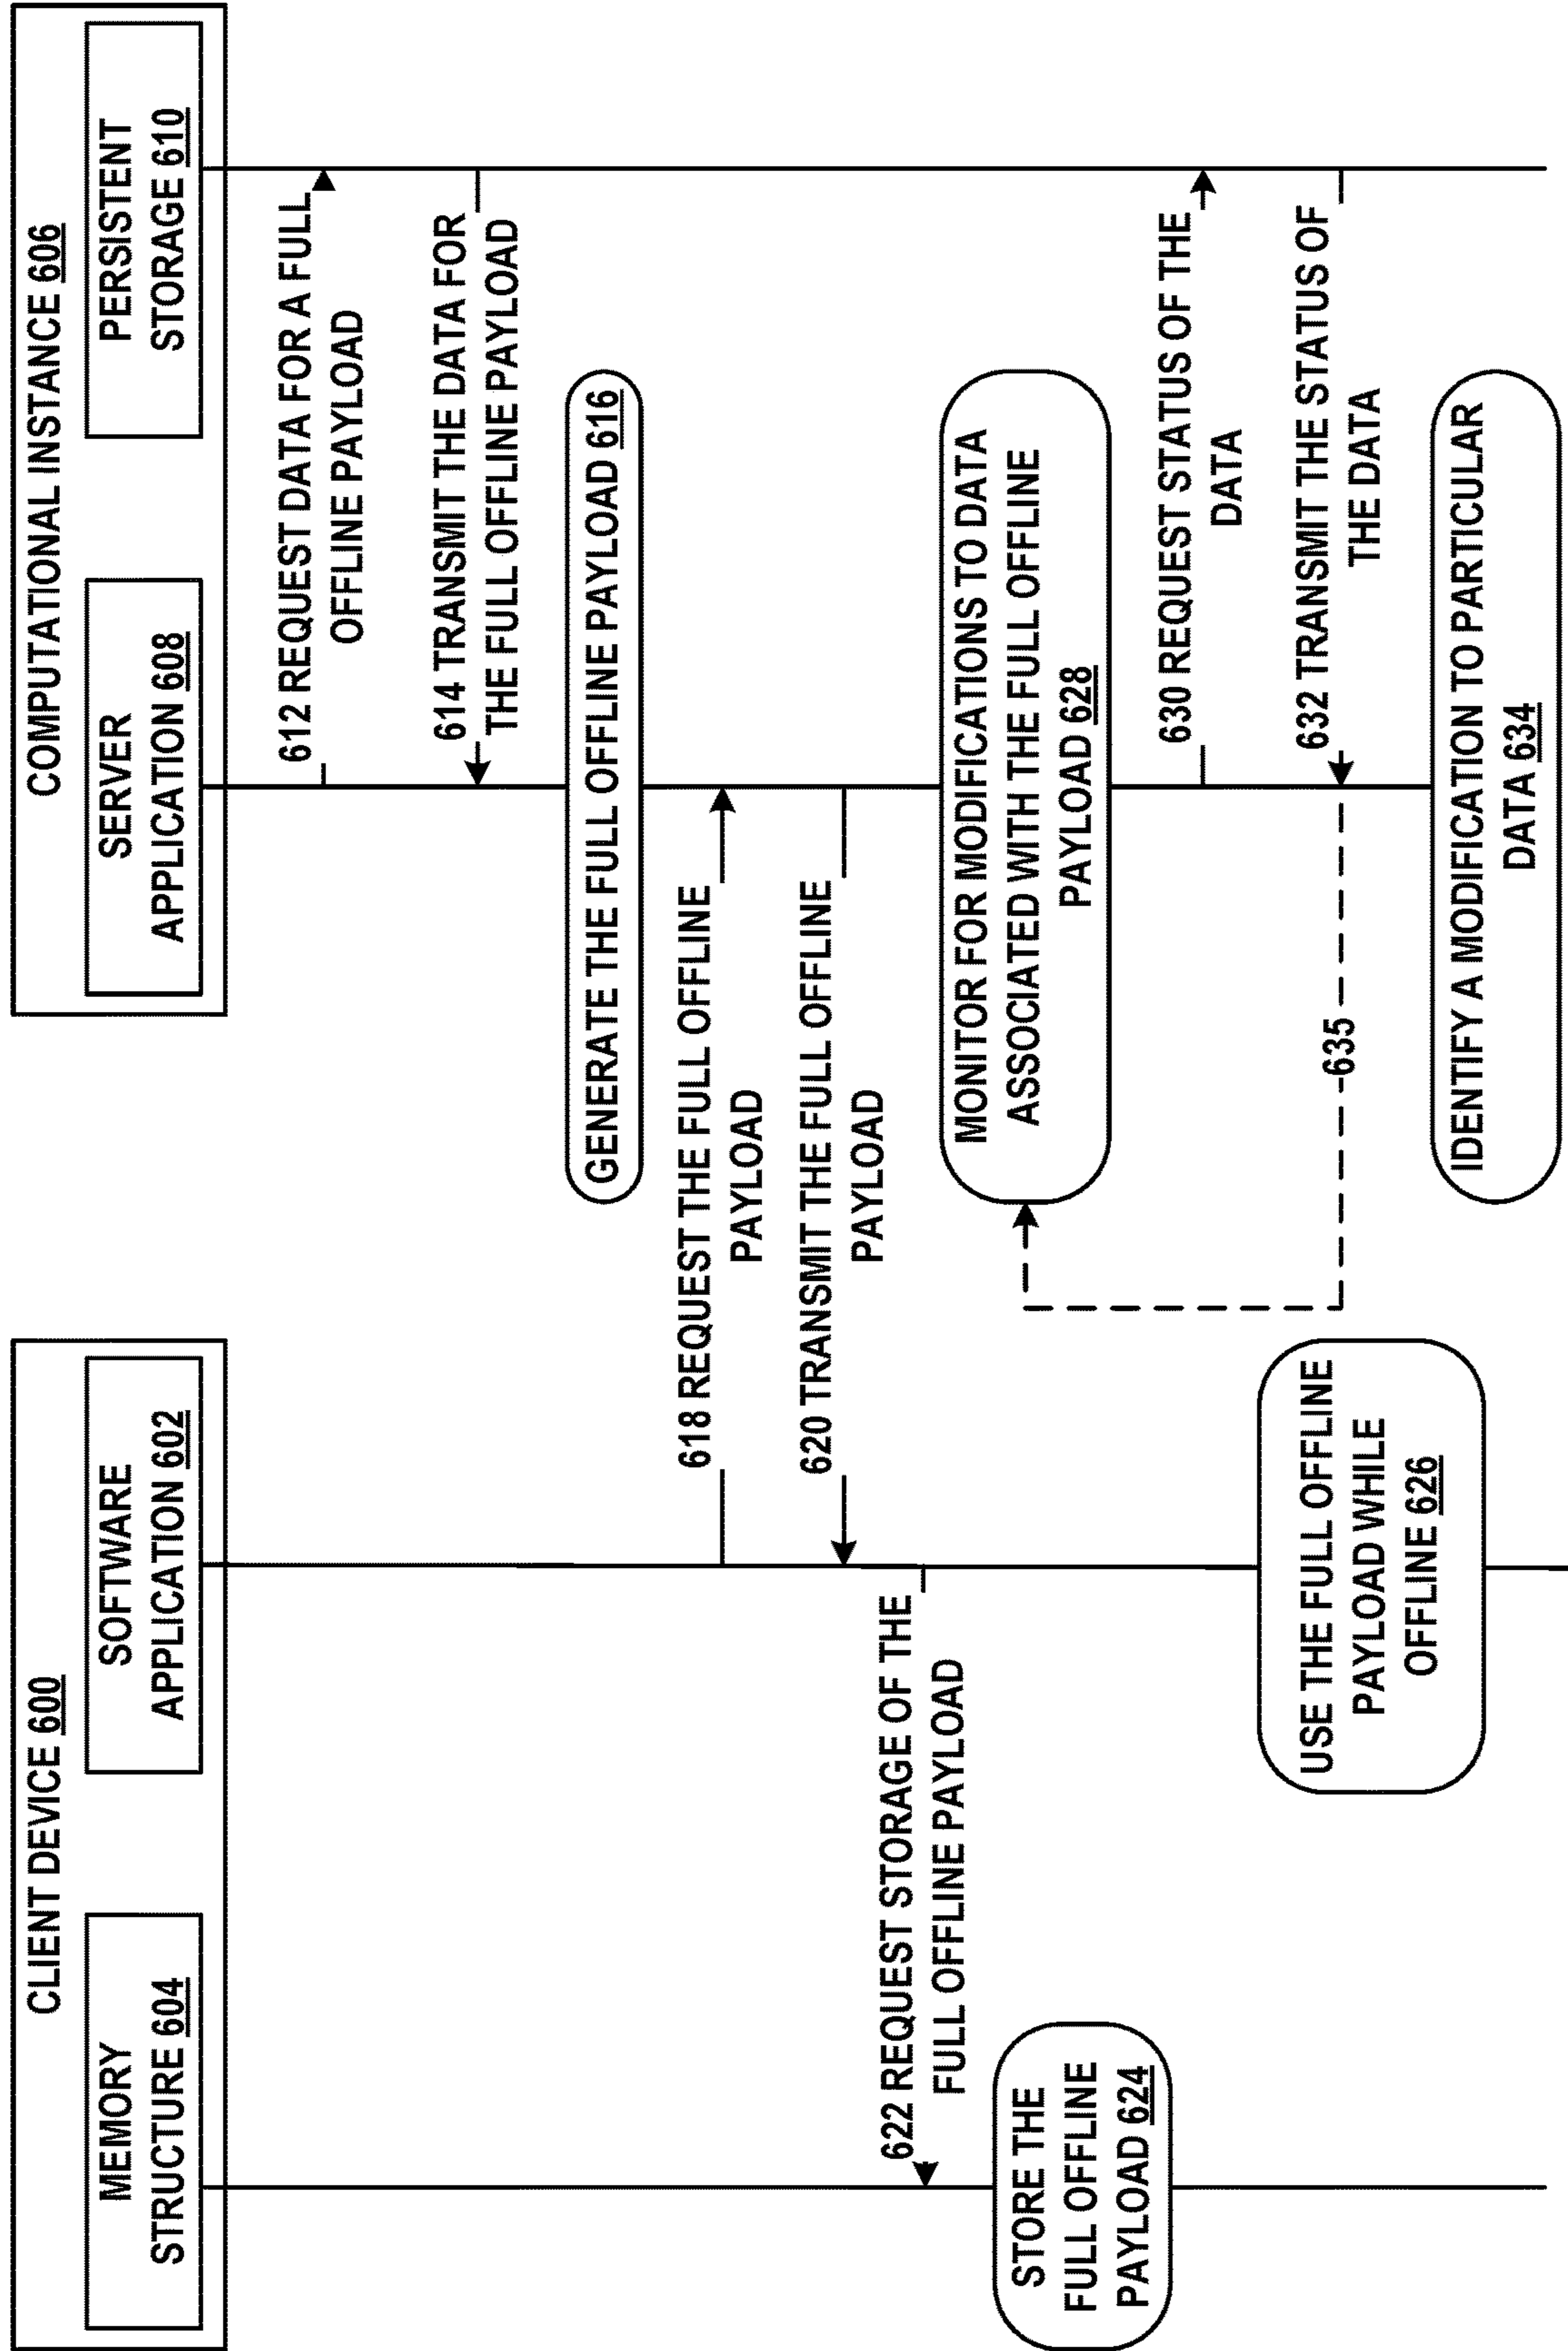 CLIENT DEVICE 600
MEMORY
STRUCTURE 604
SOFTWARE
APPLICATION 602
COMPUTATIONAL INSTANCE 606
SERVER
APPLICATION 608
PERSISTENT
STORAGE 610
612 REQUEST DATA FOR A FULL
OFFLINE PAYLOAD
614 TRANSMIT THE DATA FOR
THE FULL OFFLINE PAYLOAD
GENERATE THE FULL OFFLINE PAYLOAD 616
618 REQUEST THE FULL OFFLINE
PAYLOAD
620 TRANSMIT THE FULL OFFLINE
PAYLOAD
622 REQUEST STORAGE OF THE
FULL OFFLINE PAYLOAD
STORE THE
FULL OFFLINE
PAYLOAD 624
MONITOR FOR MODIFICATIONS TO DATA
ASSOCIATED WITH THE FULL OFFLINE
PAYLOAD 628
630 REQUEST STATUS OF THE
DATA
632 TRANSMIT THE STATUS OF
THE DATA
635
USE THE FULL OFFLINE
PAYLOAD WHILE
OFFLINE 626
IDENTIFY A MODIFICATION TO PARTICULAR
DATA 634